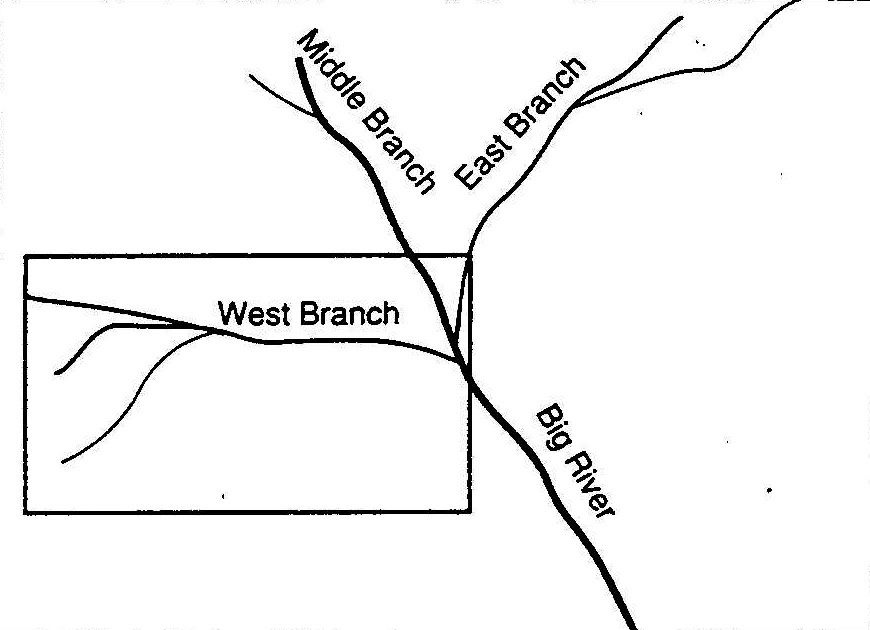 Middle Branch
East Branch
West Branch
Big River